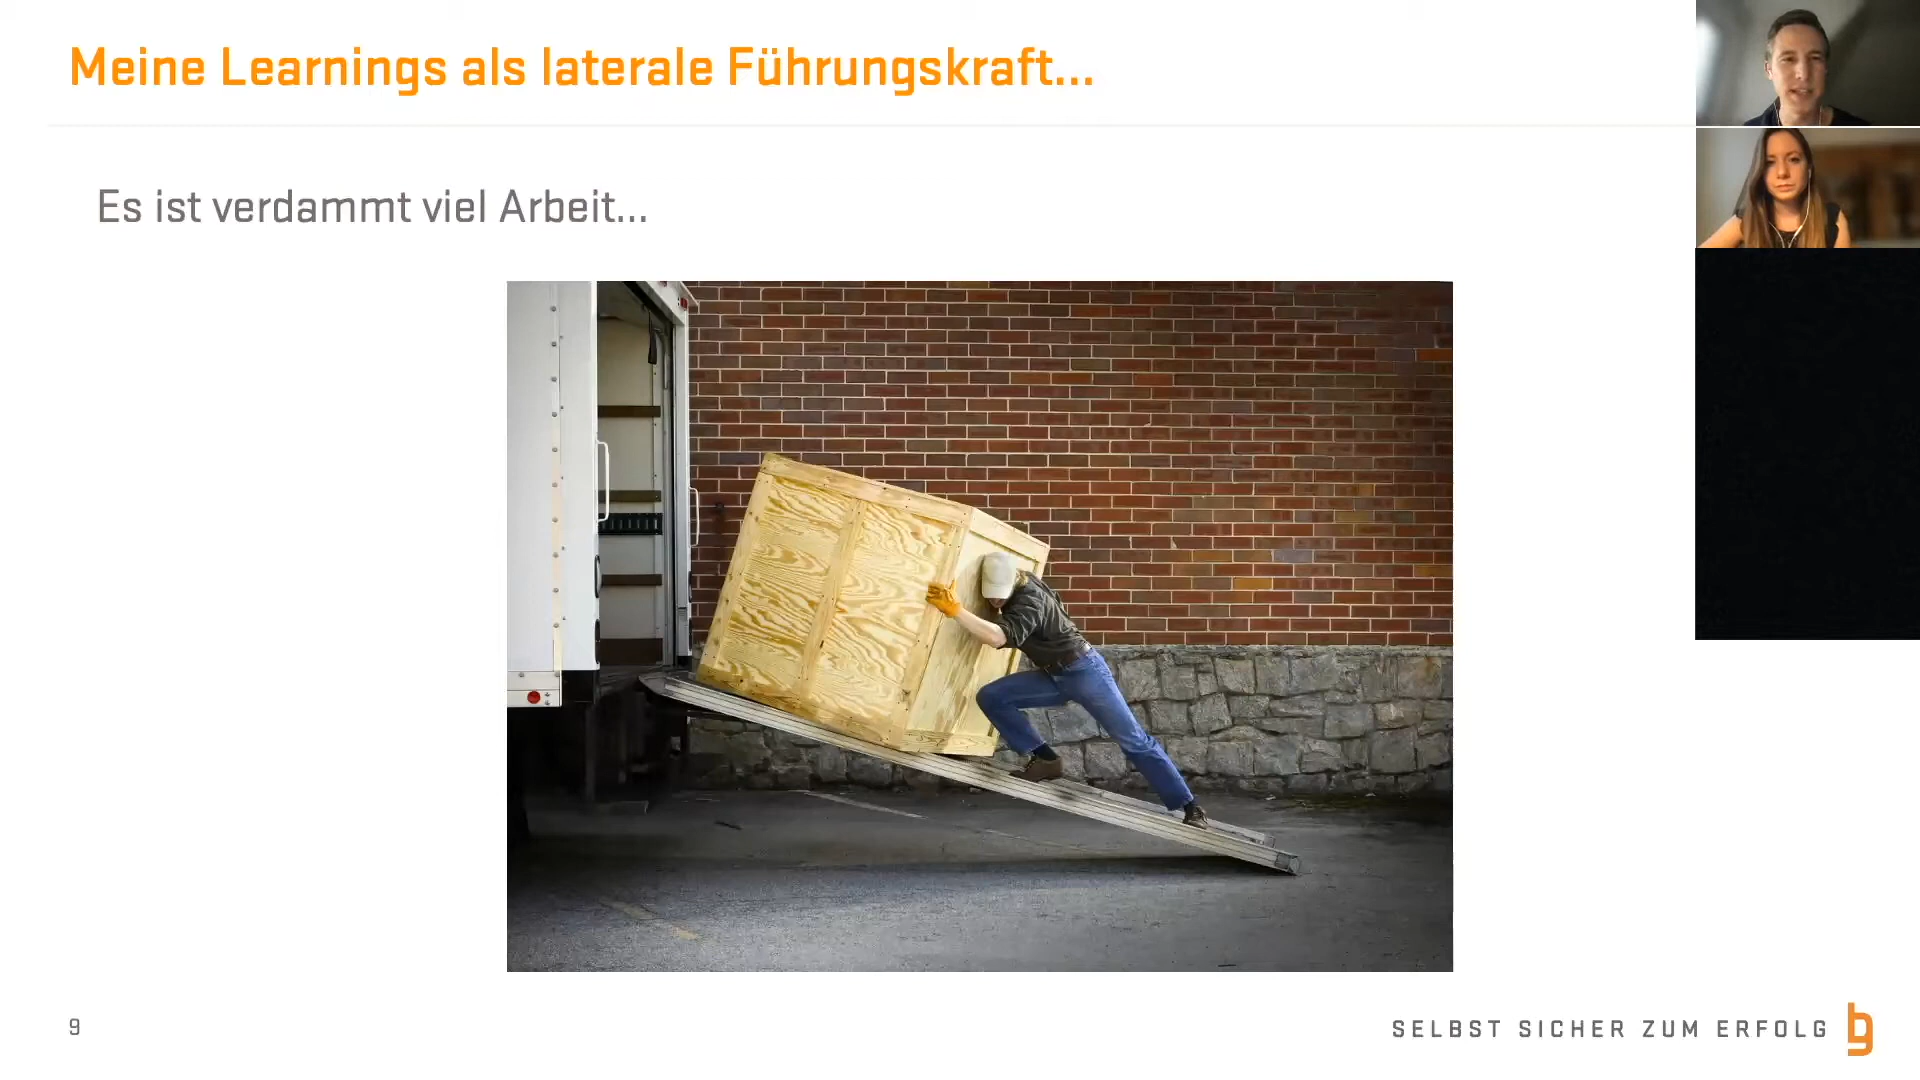 Meine Learnings als laterale Führungskraft...
Es ist verdammt viel Arbeit...
9
SELBST SICHER ZUM ERFOLG